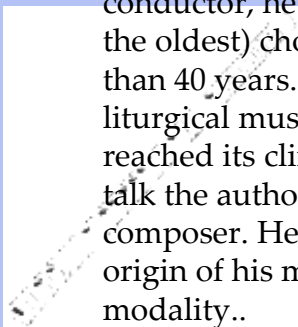 conductor, he
the oldest) cho
than 40 years.
liturgical mus
reached its cli
talk the autho
composer. He
origin of his m
modality..